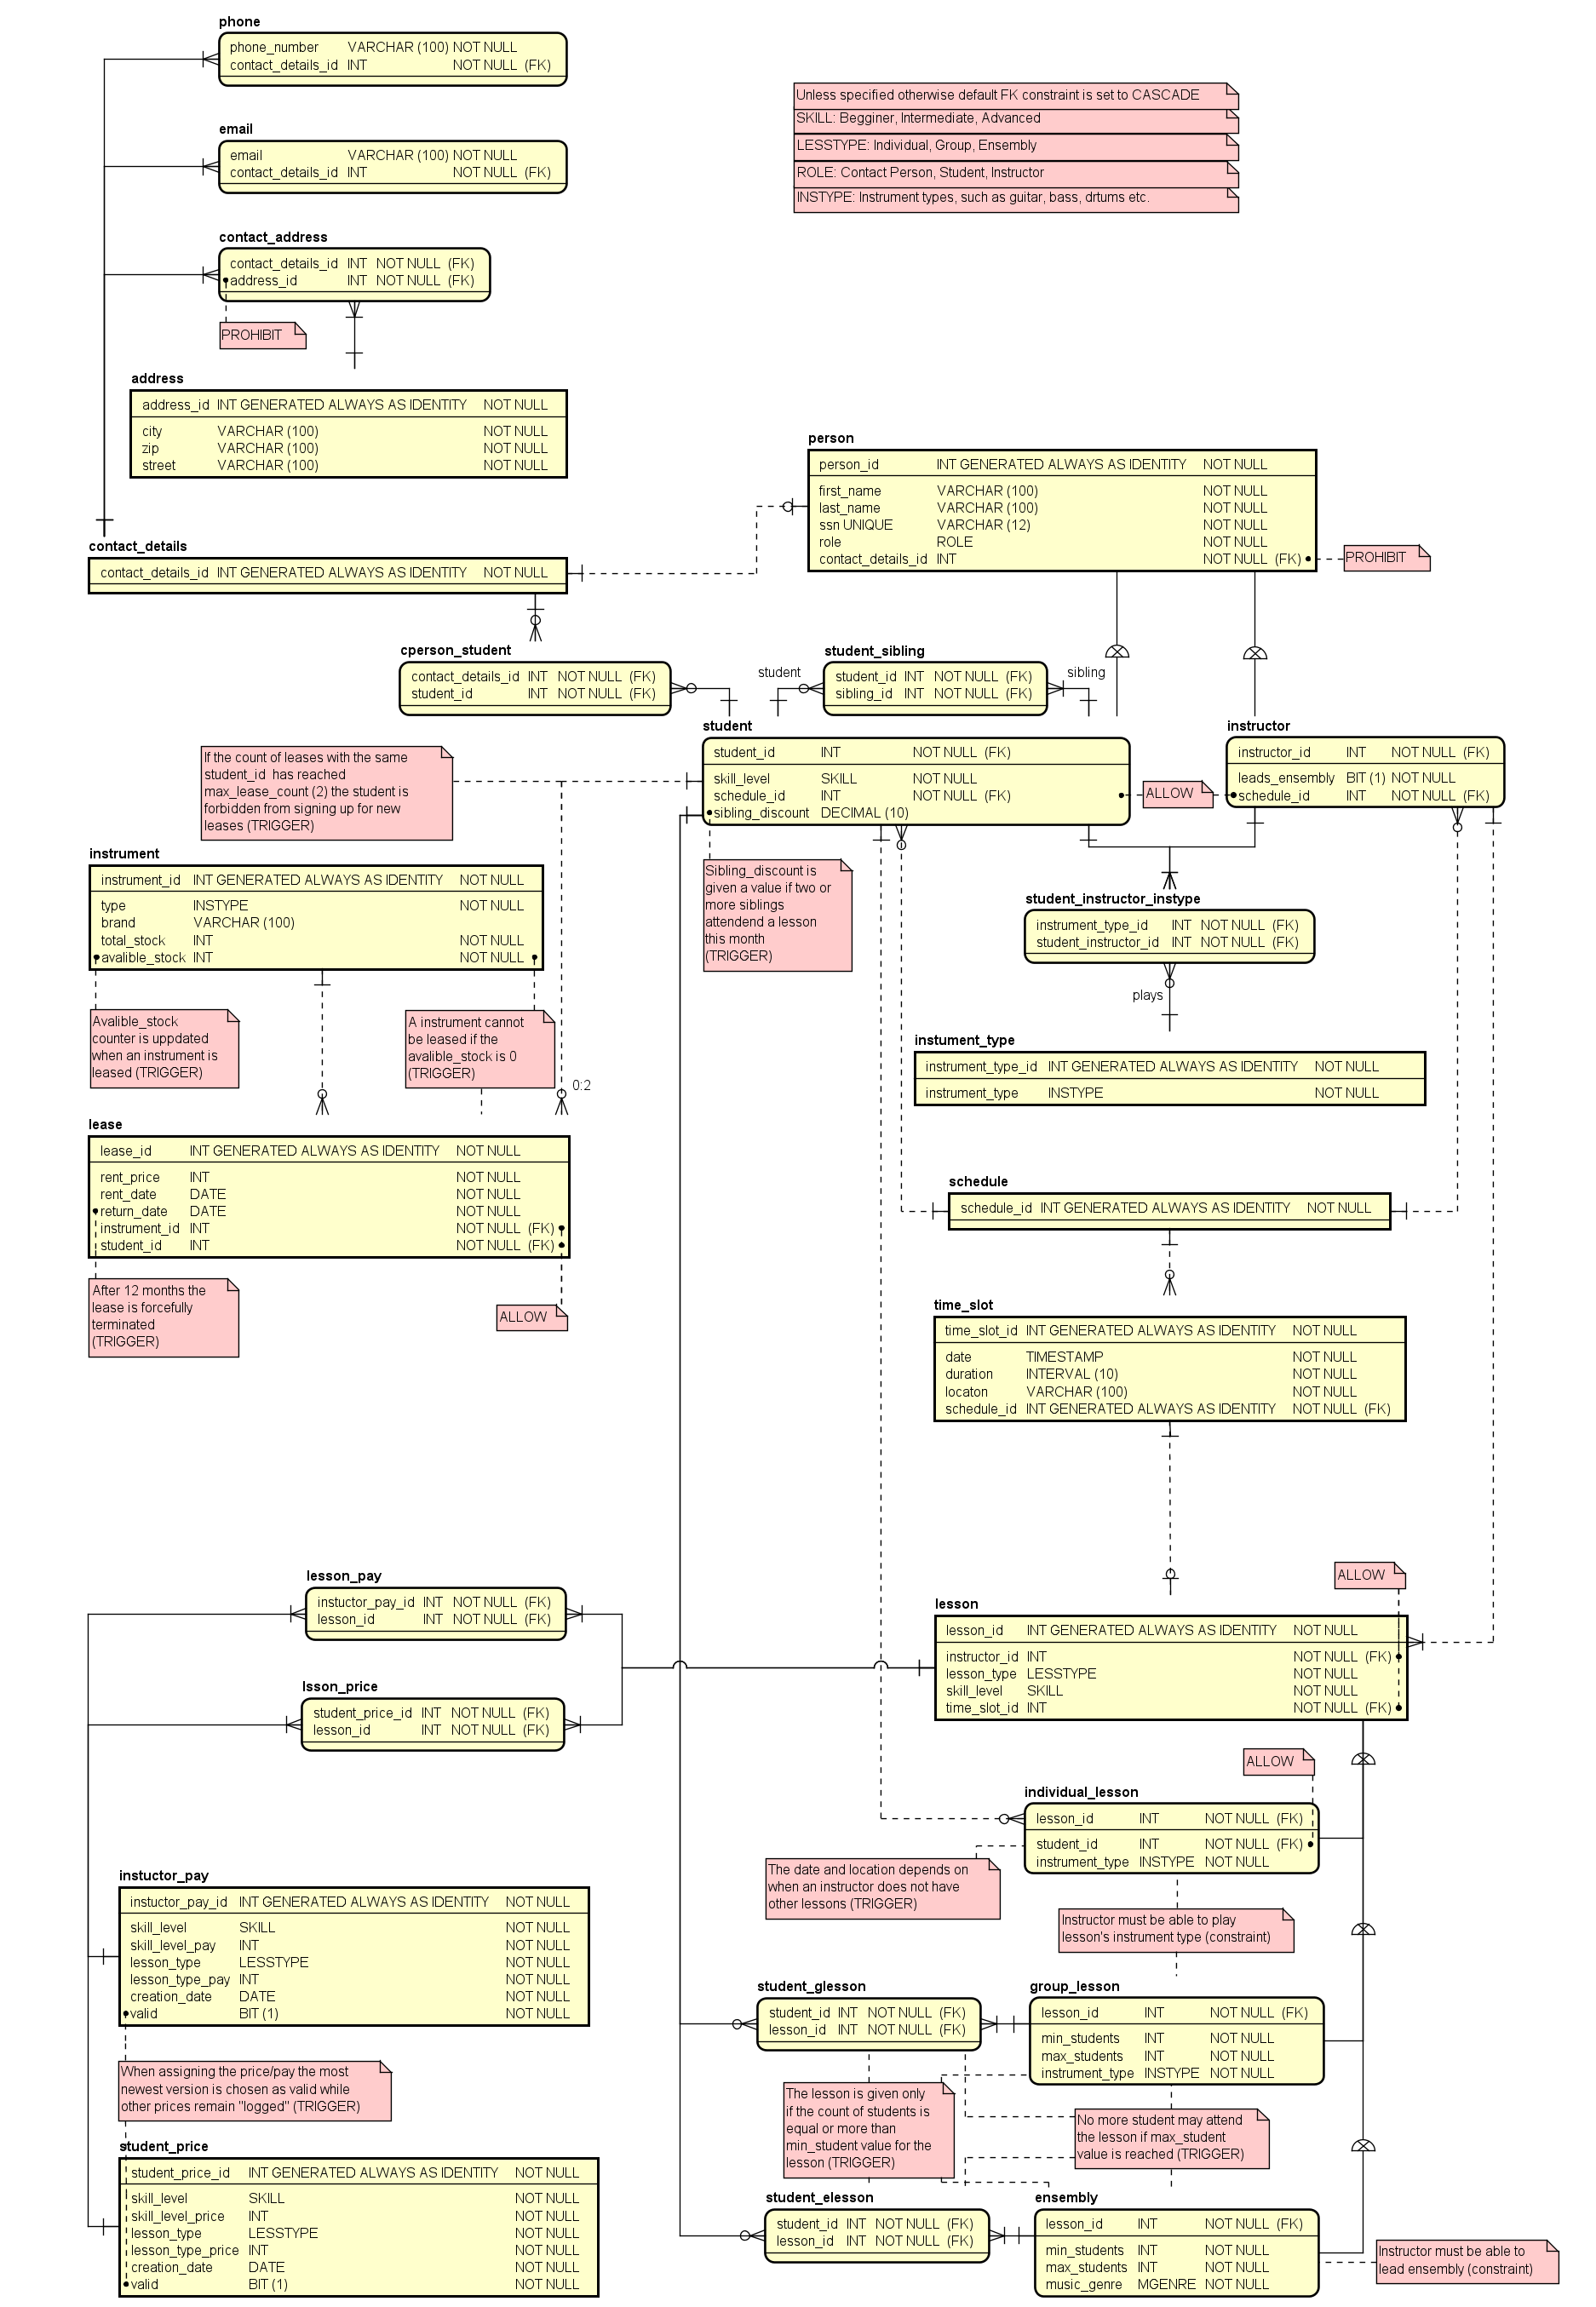 phone
phone_number VARCHAR (100) NOT NULL
contact_details_id INT NOT NULL (FK)
email
email VARCHAR (100) NOT NULL
contact_details_id INT NOT NULL (FK)
contact_address
contact_details_id INT NOT NULL (FK)
address_id INT NOT NULL (FK)
PROHIBIT
address
address_id INT GENERATED ALWAYS AS IDENTITY NOT NULL
city VARCHAR (100) NOT NULL
zip VARCHAR (100) NOT NULL
street VARCHAR (100) NOT NULL
Unless specified otherwise default FK constraint is set to CASCADE
SKILL: Begginer, Intermediate, Advanced
LESSTYPE: Individual, Group, Ensembly
ROLE: Contact Person, Student, Instructor
INSTYPE: Instrument types, such as guitar, bass, drtums etc.
person
person_id INT GENERATED ALWAYS AS IDENTITY NOT NULL
first_name VARCHAR (100) NOT NULL
last_name VARCHAR (100) NOT NULL
ssn UNIQUE VARCHAR (12) NOT NULL
role ROLE NOT NULL
contact_details_id INT NOT NULL (FK)
PROHIBIT
contact_details
contact_details_id INT GENERATED ALWAYS AS IDENTITY NOT NULL
cperson_student
contact_details_id INT NOT NULL (FK)
student_id INT NOT NULL (FK)
student_sibling
student
sibling
student_id INT NOT NULL (FK)
sibling_id INT NOT NULL (FK)
student
student_id INT NOT NULL (FK)
skill_level SKILL NOT NULL
schedule_id INT NOT NULL (FK)
sibling_discount DECIMAL (10)
ALLOW
instructor
instructor_id INT NOT NULL (FK)
leads_ensembly BIT (1) NOT NULL
schedule_id INT NOT NULL (FK)
If the count of leases with the same
student_id has reached
max_lease_count (2) the student is
forbidden from signing up for new
leases (TRIGGER)
Sibling_discount is
given a value if two or
more siblings
attendend a lesson
this month
(TRIGGER)
instrument
instrument_id INT GENERATED ALWAYS AS IDENTITY NOT NULL
type INSTYPE NOT NULL
brand VARCHAR (100)
total_stock INT NOT NULL
avalible_stock INT NOT NULL
Avalible_stock
counter is uppdated
when an instrument is
leased (TRIGGER)
A instrument cannot
be leased if the
avalible_stock is 0
(TRIGGER)
0:2
student_instructor_instype
instrument_type_id INT NOT NULL (FK)
student_instructor_id INT NOT NULL (FK)
plays
instument_type
instrument_type_id INT GENERATED ALWAYS AS IDENTITY NOT NULL
instrument_type INSTYPE NOT NULL
lease
lease_id INT GENERATED ALWAYS AS IDENTITY NOT NULL
rent_price INT NOT NULL
rent_date DATE NOT NULL
return_date DATE NOT NULL
instrument_id INT NOT NULL (FK)
student_id INT NOT NULL (FK)
After 12 months the
lease is forcefully
terminated
(TRIGGER)
ALLOW
schedule
schedule_id INT GENERATED ALWAYS AS IDENTITY NOT NULL
time_slot
time_slot_id INT GENERATED ALWAYS AS IDENTITY NOT NULL
date TIMESTAMP NOT NULL
duration INTERVAL (10) NOT NULL
locaton VARCHAR (100) NOT NULL
schedule_id INT GENERATED ALWAYS AS IDENTITY NOT NULL (FK)
lesson_pay
instuctor_pay_id INT NOT NULL (FK)
lesson_id INT NOT NULL (FK)
lsson_price
student_price_id INT NOT NULL (FK)
lesson_id INT NOT NULL (FK)
ALLOW
lesson
lesson_id INT GENERATED ALWAYS AS IDENTITY NOT NULL
instructor_id INT NOT NULL (FK)
lesson_type LESSTYPE NOT NULL
skill_level SKILL NOT NULL
time_slot_id INT NOT NULL (FK)
ALLOW
individual_lesson
lesson_id INT NOT NULL (FK)
student_id INT NOT NULL (FK)
instrument_type INSTYPE NOT NULL
The date and location depends on
when an instructor does not have
other lessons (TRIGGER)
Instructor must be able to play
lesson's instrument type (constraint)
instuctor_pay
instuctor_pay_id INT GENERATED ALWAYS AS IDENTITY NOT NULL
skill_level SKILL NOT NULL
skill_level_pay INT NOT NULL
lesson_type LESSTYPE NOT NULL
lesson_type_pay INT NOT NULL
creation_date DATE NOT NULL
valid BIT (1) NOT NULL
When assigning the price/pay the most
newest version is chosen as valid while
other prices remain "logged" (TRIGGER)
student_price
student_price_id INT GENERATED ALWAYS AS IDENTITY NOT NULL
skill_level SKILL NOT NULL
skill_level_price INT NOT NULL
lesson_type LESSTYPE NOT NULL
lesson_type_price INT NOT NULL
creation_date DATE NOT NULL
valid BIT (1) NOT NULL
student_glesson
student_id INT NOT NULL (FK)
lesson_id INT NOT NULL (FK)
group_lesson
lesson_id INT NOT NULL (FK)
min_students INT NOT NULL
max_students INT NOT NULL
instrument_type INSTYPE NOT NULL
The lesson is given only
if the count of students is
equal or more than
min_student value for the
lesson (TRIGGER)
No more student may attend
the lesson if max_student
value is reached (TRIGGER)
student_elesson
student_id INT NOT NULL (FK)
lesson_id INT NOT NULL (FK)
ensembly
lesson_id INT NOT NULL (FK)
min_students INT NOT NULL
max_students INT NOT NULL
music_genre MGENRE NOT NULL
Instructor must be able to
lead ensembly (constraint)